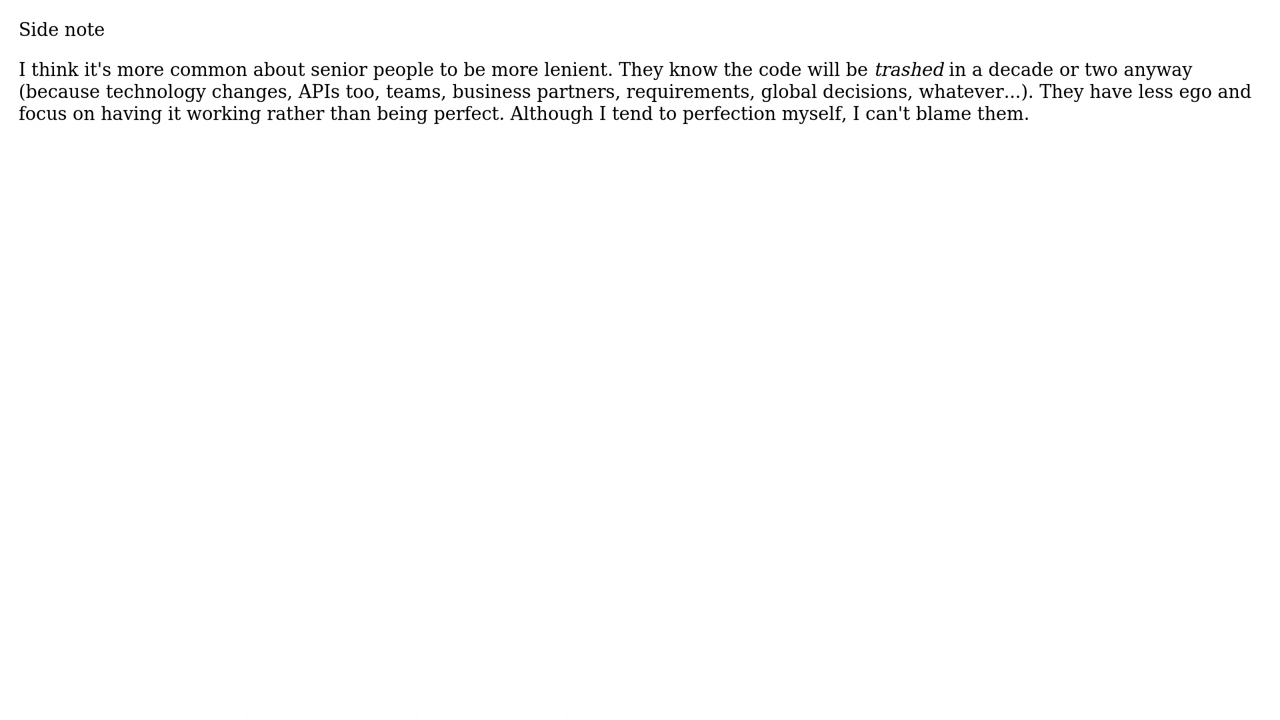 Side note
I think it's more common about senior people to be more lenient. They know the code will be trashed in a decade or two anyway
(because technology changes, APIs too, teams, business partners, requirements, global decisions, whatever...). They have less ego and
focus on having it working rather than being perfect. Although I tend to perfection myself, I can't blame them.